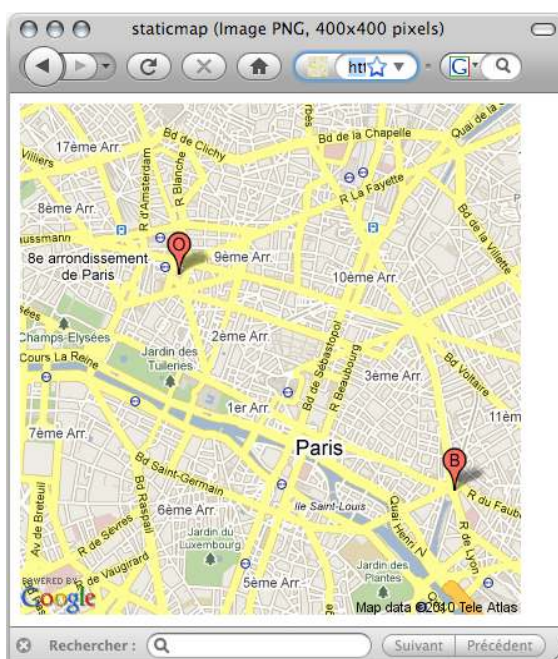 staticmap (Image PNG, 400x400 pixels)
htt
G
17ème Arr.
Bd de Clichy
Bd de la Chapelle
Quai de la
Villiers
R d'Amsterdam
R Blanche
R La Fayette
8ème Arr.
Bd de la Villette
aussmann
O
8e arrondissement
de Paris
9ème Arr.
10ème Arr.
Champs-Elysées
2ème Arr.
Bd de Sébastopol
R Beaubourg
Cours La Reine
Jardin des
Tuileries
3ème Arr.
Bd Voltaire
1er Arr.
11èm
7ème Arr.
Paris
B
Bd Saint-Germain
Bd Raspail
Ile Saint-Louis
R du Faub
Av de Breteuil
6ème Arr.
Quai Henri
R de Lyon
R de Sèvres
Jardin du
Luxembourg
R de Vaugirard
Jardin des
Plantes
5ème Arr.
POWERED BY
Google
Map data ©2010 Tele Atlas
Rechercher :
Suivant
Précédent